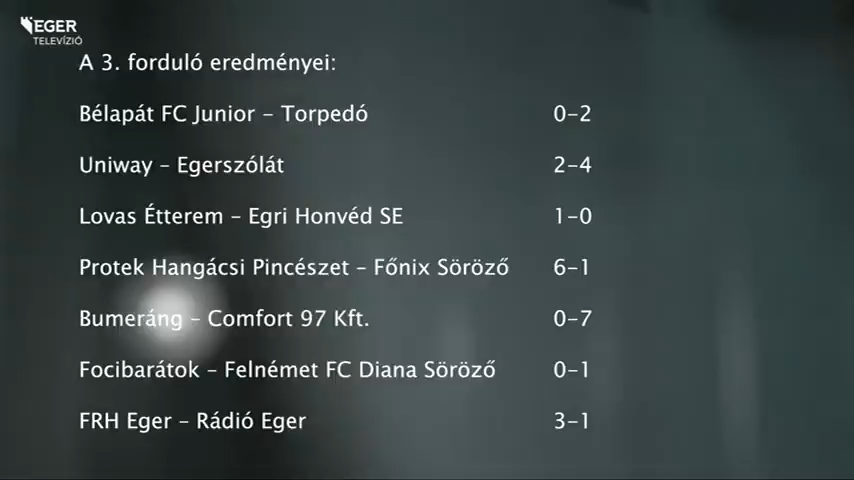 EGER
TELEVÍZIÓ
A 3. forduló eredményei:
Bélapát FC Junior – Torpedó 0-2
Uniway – Egerszólát 2-4
Lovas Étterem – Egri Honvéd SE 1-0
Protek Hangácsi Pincészet – Főnix Söröző 6-1
Bumeráng – Comfort 97 Kft. 0-7
Focibarátok – Felnémet FC Diana Söröző 0-1
FRH Eger – Rádió Eger 3-1